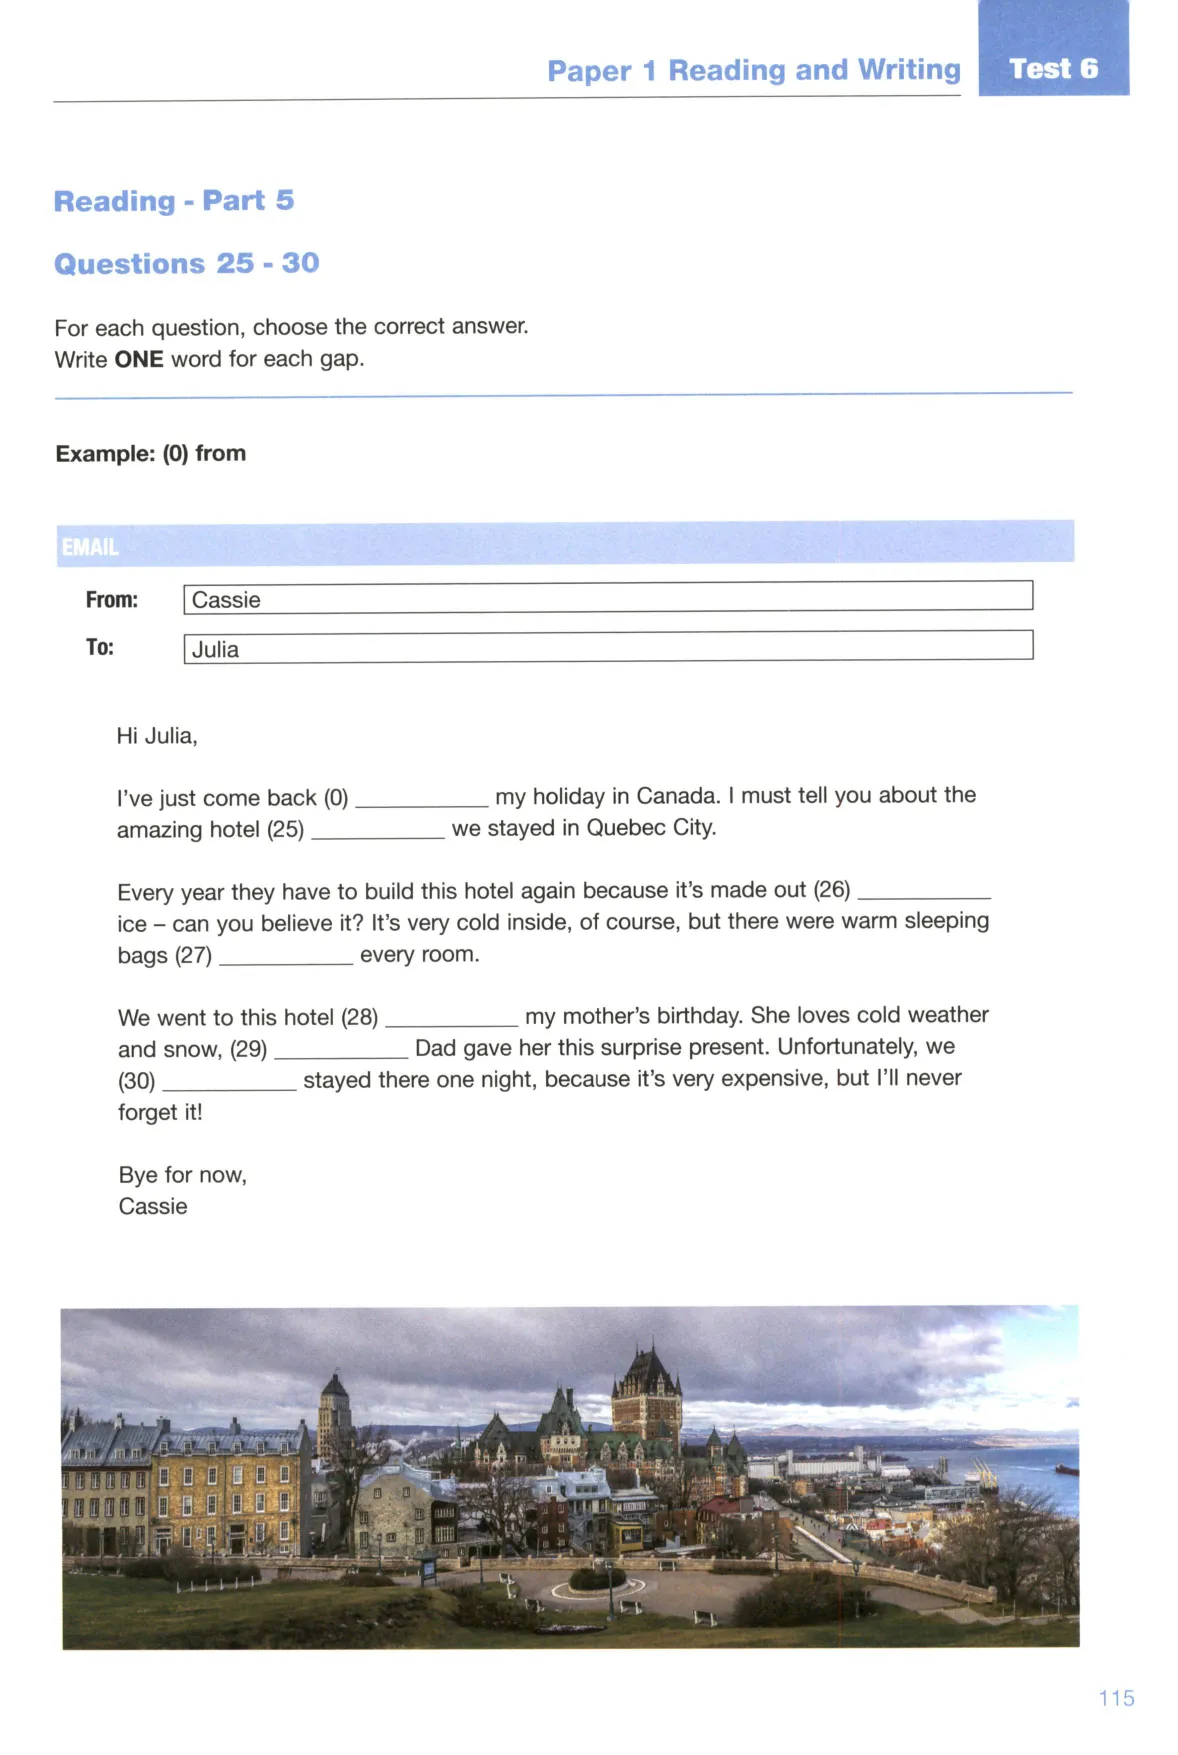 Paper 1 Reading and Writing
Test 6
Reading - Part 5
Questions 25 - 30
For each question, choose the correct answer.
Write ONE word for each gap.
Example: (0) from
EMAIL
From: Cassie
To: Julia
Hi Julia,
I've just come back (0) __________ my holiday in Canada. I must tell you about the
amazing hotel (25) __________ we stayed in Quebec City.
Every year they have to build this hotel again because it's made out (26) __________
ice – can you believe it? It's very cold inside, of course, but there were warm sleeping
bags (27) __________ every room.
We went to this hotel (28) __________ my mother's birthday. She loves cold weather
and snow, (29) __________ Dad gave her this surprise present. Unfortunately, we
(30) __________ stayed there one night, because it's very expensive, but I'll never
forget it!
Bye for now,
Cassie
115